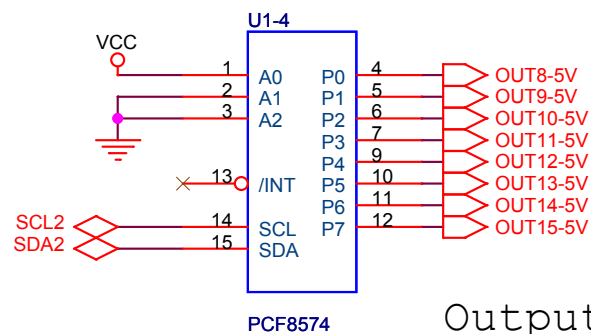 U1-4
VCC
1 A0 P0 4 OUT8-5V
2 A1 P1 5 OUT9-5V
3 A2 P2 6 OUT10-5V
P3 7 OUT11-5V
P4 9 OUT12-5V
13 /INT P5 10 OUT13-5V
P6 11 OUT14-5V
SCL2 14 SCL P7 12 OUT15-5V
SDA2 15 SDA
PCF8574
Output